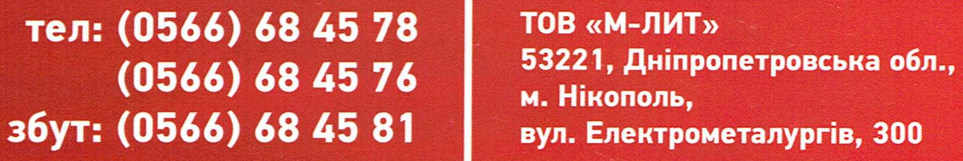 тел: (0566) 68 45 78
(0566) 68 45 76
збут: (0566) 68 45 81
ТОВ «М-ЛИТ»
53221, Дніпропетровська обл.,
м. Нікополь,
вул. Електрометалургів, 300